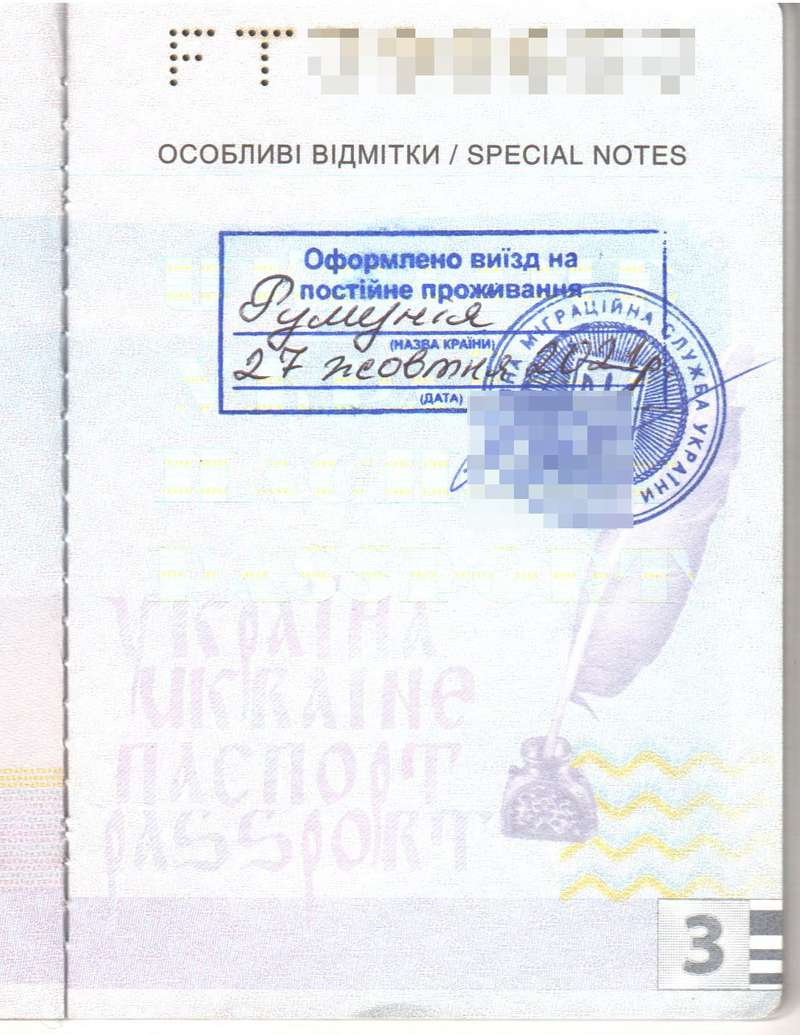 FT
ОСОБЛИВІ ВІДМІТКИ / SPECIAL NOTES
Оформлено виїзд на
постійне проживання
Румунія
(НАЗВА КРАЇНИ)
27 жовтня 2021р.
(ДАТА)
МІГРАЦІЙНА СЛУЖБА УКРАЇНИ
PASSPORT
УКРАЇНА
UKRAINE
ПАСПОРТ
PASSPORT
3